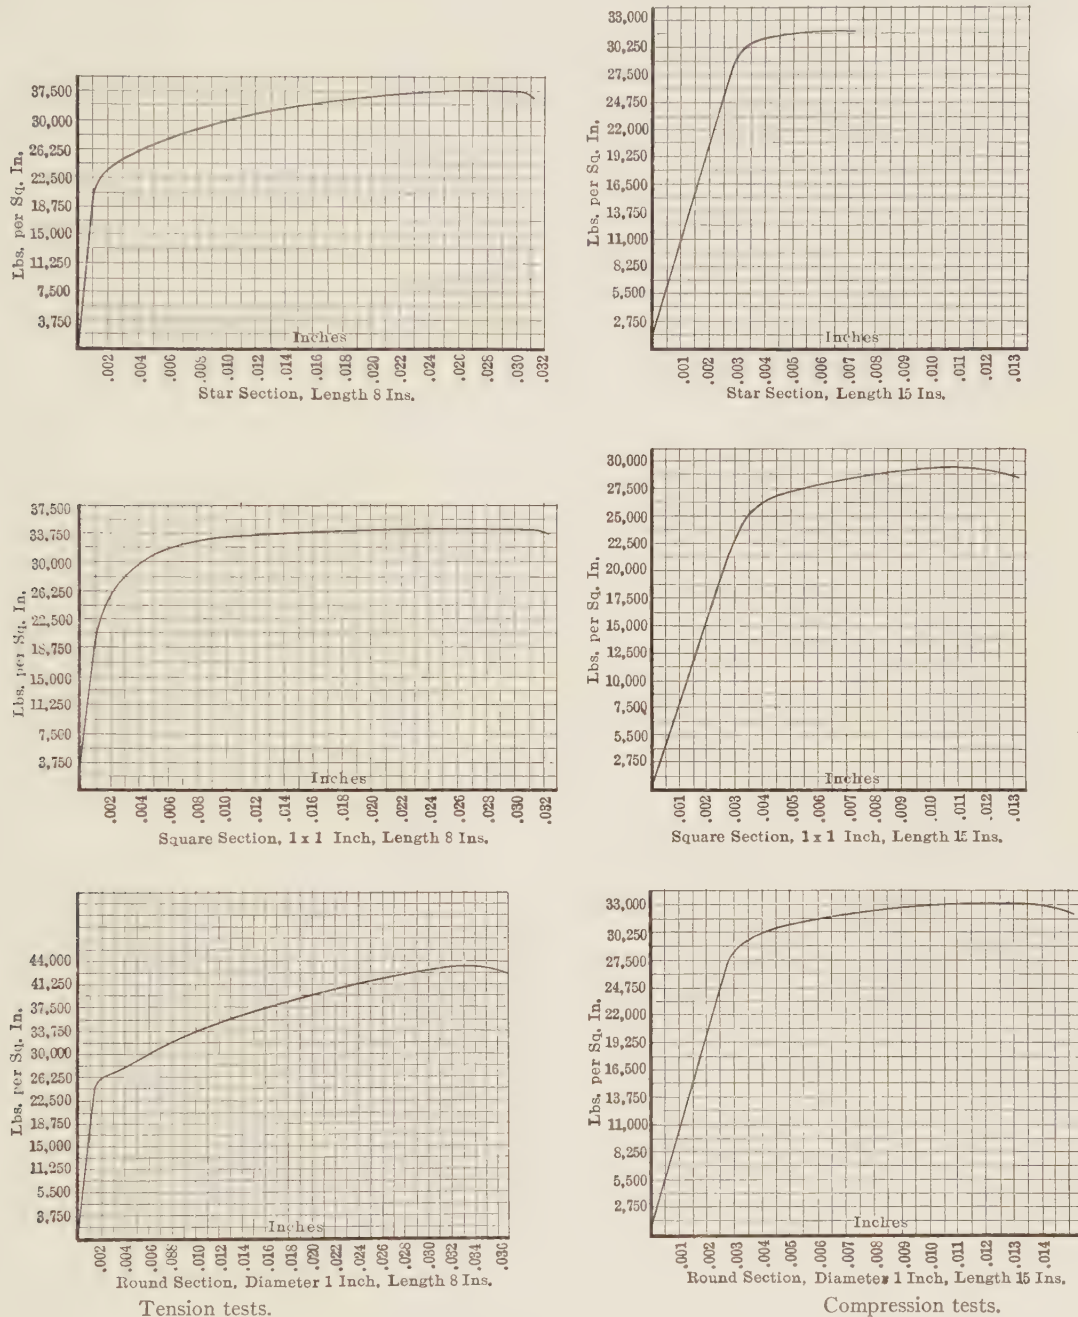 37,500
30,000
26,250
22,500
18,750
15,000
11,250
7,500
3,750
Lbs. per Sq. In.
Inches
.002 .004 .006 .008 .010 .012 .014 .016 .018 .020 .022 .024 .026 .028 .030 .032
Star Section, Length 8 Ins.
33,000
30,250
27,500
24,750
22,000
19,250
16,500
13,750
11,000
8,250
5,500
2,750
Lbs. per Sq. In.
Inches
.001 .002 .003 .004 .005 .006 .007 .008 .009 .010 .011 .012 .013
Star Section, Length 15 Ins.
37,500
33,750
30,000
26,250
22,500
18,750
15,000
11,250
7,500
3,750
Lbs. per Sq. In.
Inches
.002 .004 .006 .008 .010 .012 .014 .016 .018 .020 .022 .024 .026 .028 .030 .032
Square Section, 1 x 1 Inch, Length 8 Ins.
30,000
27,500
25,000
22,500
20,000
17,500
15,000
12,500
10,000
7,500
5,500
2,750
Lbs. per Sq. In.
Inches
.001 .002 .003 .004 .005 .006 .007 .008 .009 .010 .011 .012 .013
Square Section, 1 x 1 Inch, Length 15 Ins.
44,000
41,250
37,500
33,750
30,000
26,250
22,500
18,750
15,000
11,250
5,500
3,750
Lbs. per Sq. In.
Inches
.002 .004 .006 .088 .010 .012 .014 .016 .018 .020 .022 .024 .026 .028 .030 .032 .034 .036
Round Section, Diameter 1 Inch, Length 8 Ins.
Tension tests.
33,000
30,250
27,500
24,750
22,000
19,250
16,500
13,750
11,000
8,250
5,500
2,750
Lbs. per Sq. In.
Inches
.001 .002 .003 .004 .005 .006 .007 .008 .009 .010 .011 .012 .013 .014
Round Section, Diameter 1 Inch, Length 15 Ins.
Compression tests.